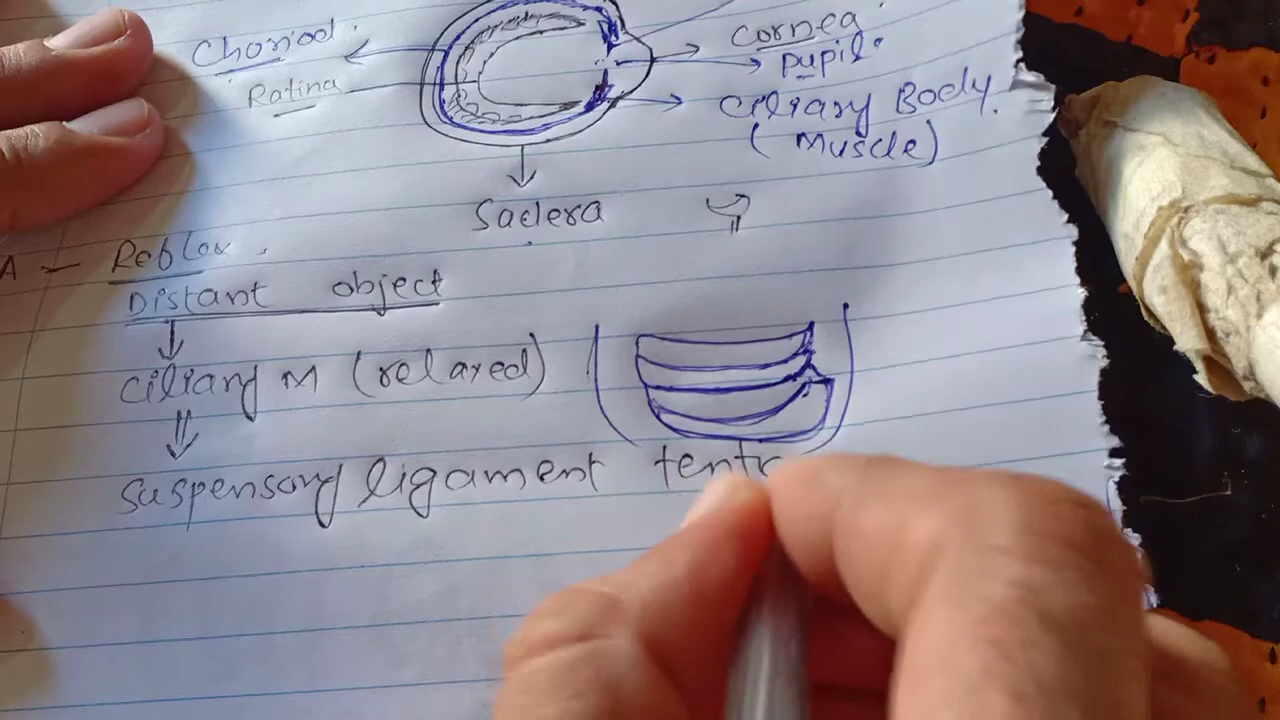 Choriod.
cornea
pupil
Ratina
ciliary Body.
(Muscle)
Saclera
A — Reflex.
Distant object
ciliary M (relaxed)
suspensory ligament